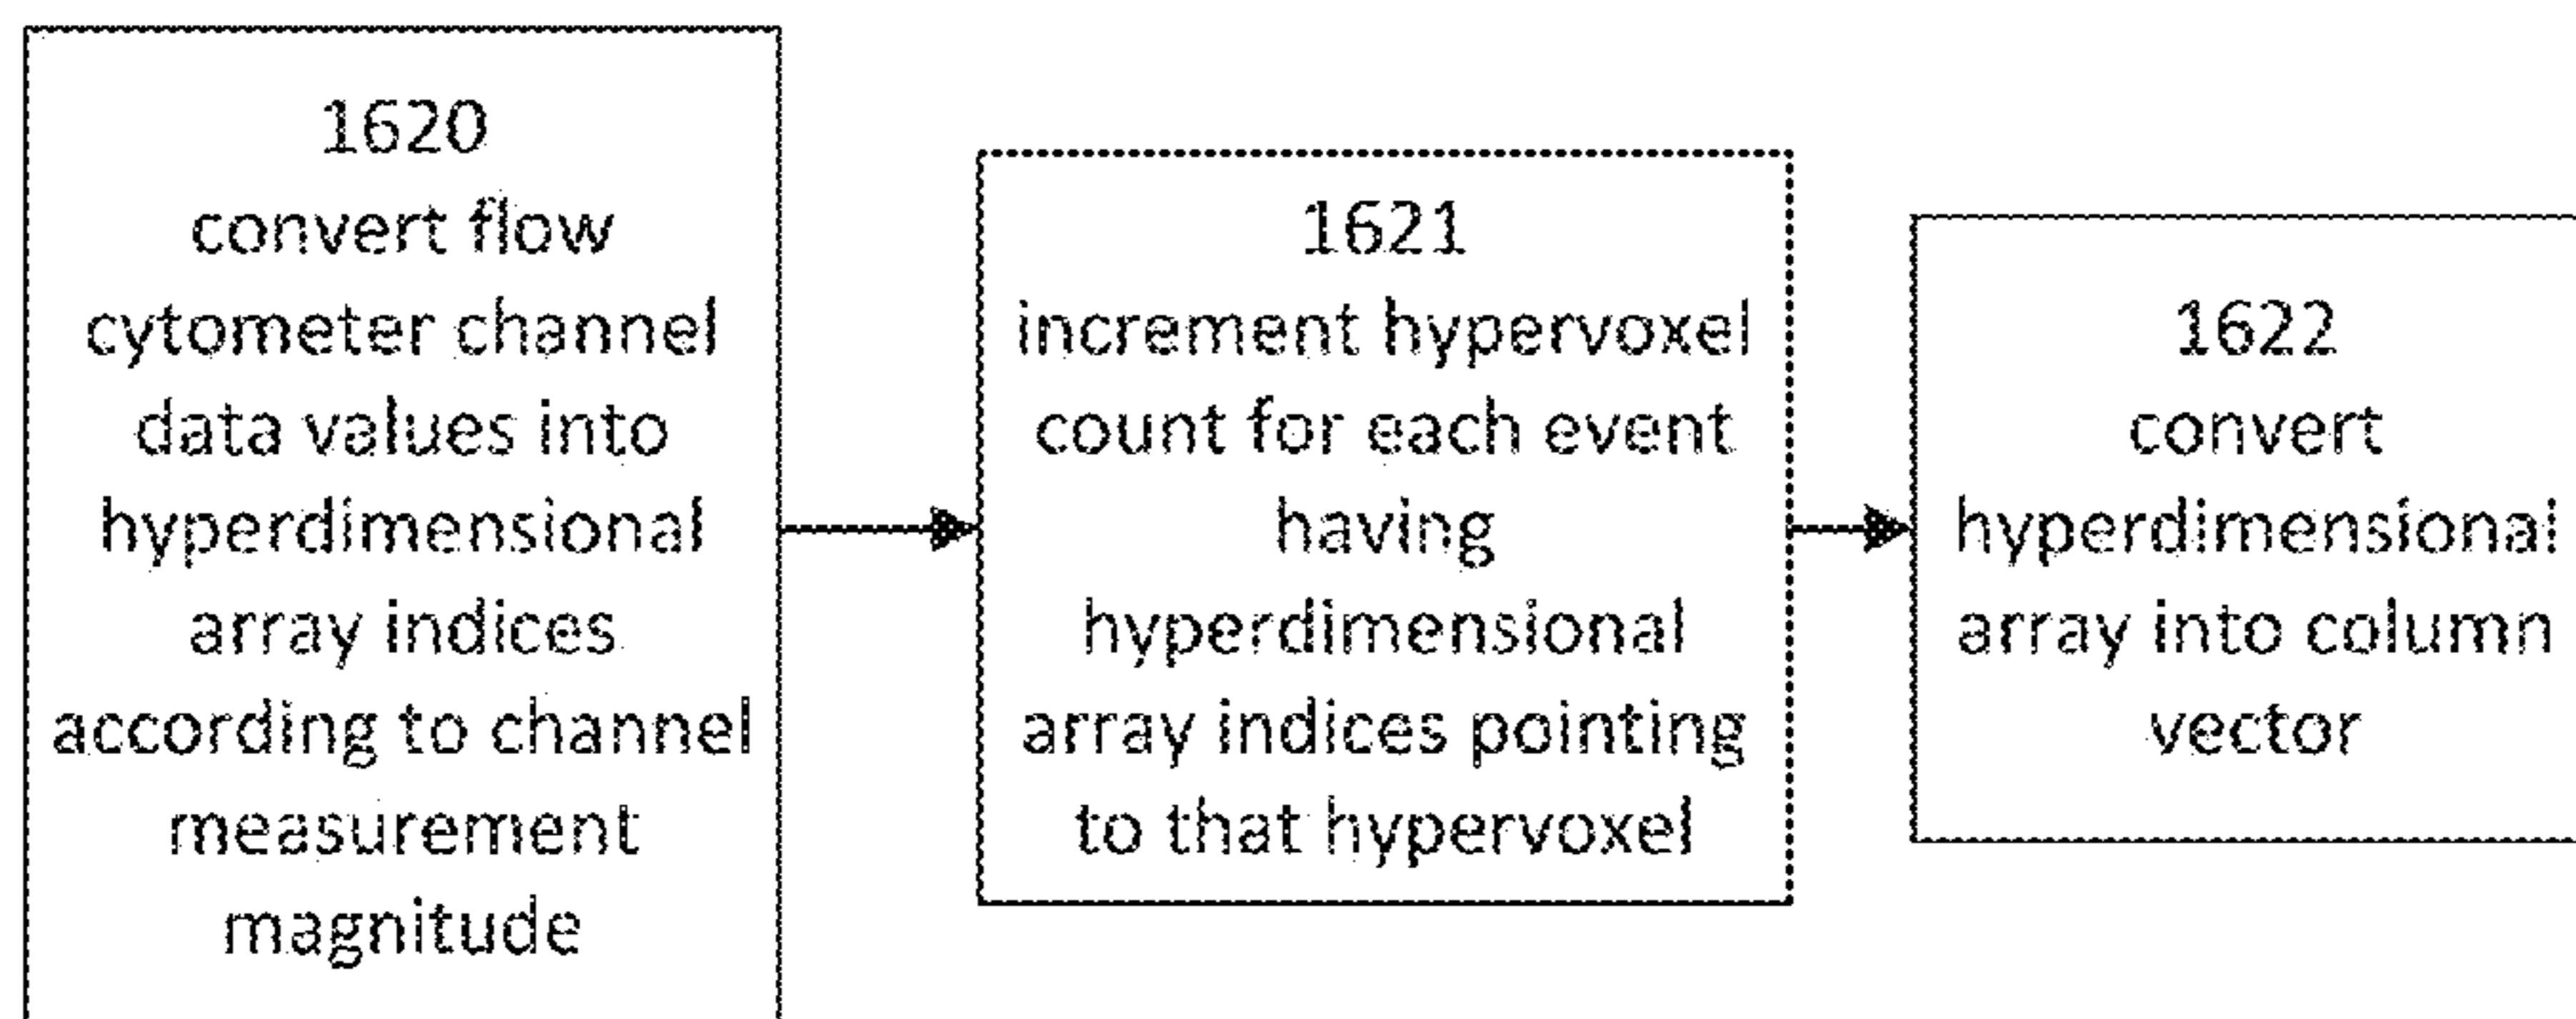 1620
convert flow
cytometer channel
data values into
hyperdimensional
array indices
according to channel
measurement
magnitude
1621
increment hypervoxel
count for each event
having
hyperdimensional
array indices pointing
to that hypervoxel
1622
convert
hyperdimensional
array into column
vector